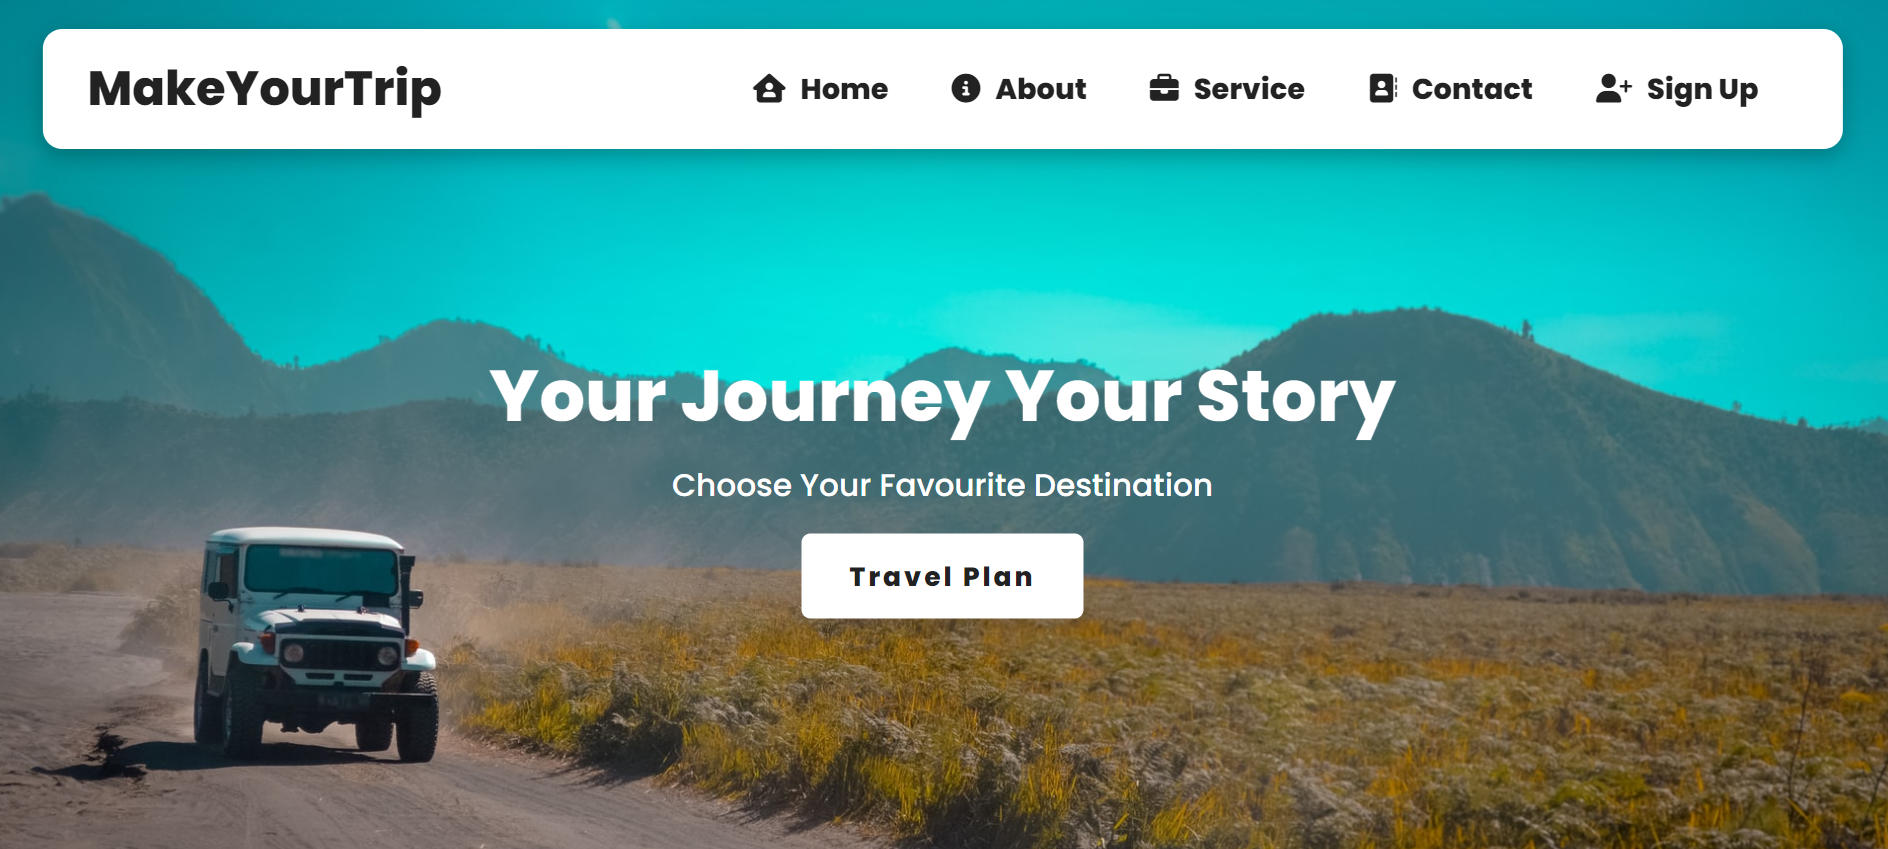 MakeYourTrip Home About Service Contact Sign Up
Your Journey Your Story
Choose Your Favourite Destination
Travel Plan